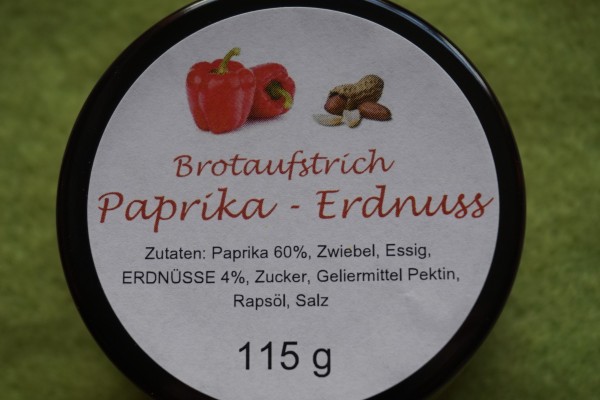 Brotaufstrich
Paprika - Erdnuss
Zutaten: Paprika 60%, Zwiebel, Essig,
ERDNÜSSE 4%, Zucker, Geliermittel Pektin,
Rapsöl, Salz
115 g